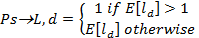 Ps→L, d = { 1 if E[l_d] > 1
E[l_d] otherwise